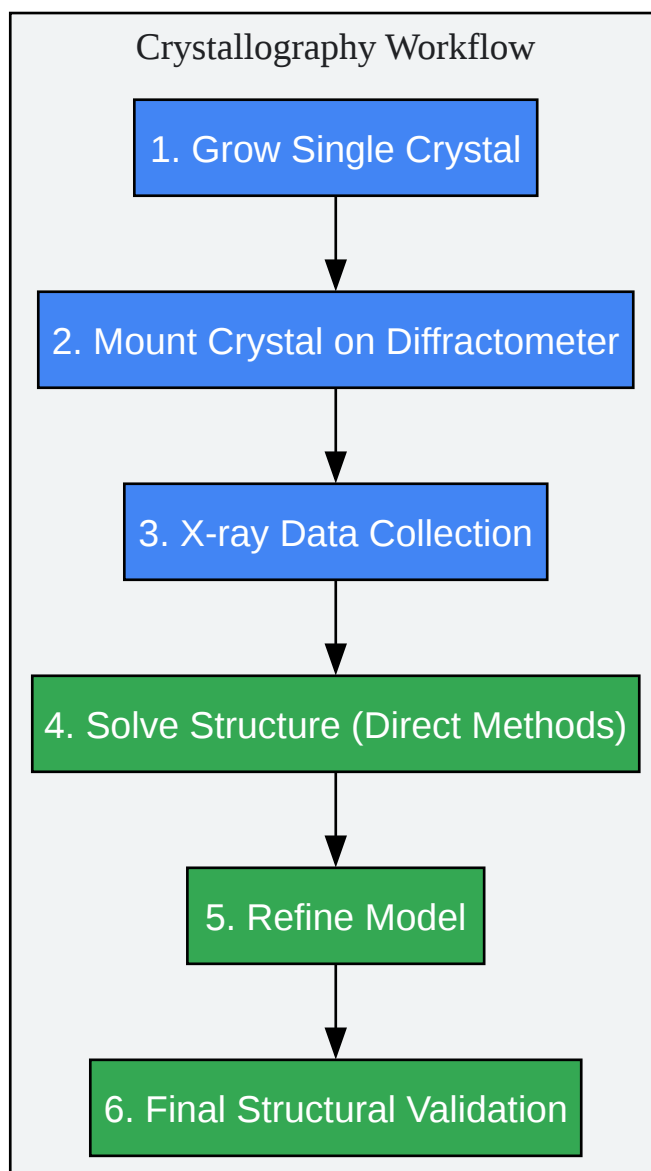 Crystallography Workflow
1. Grow Single Crystal
2. Mount Crystal on Diffractometer
3. X-ray Data Collection
4. Solve Structure (Direct Methods)
5. Refine Model
6. Final Structural Validation